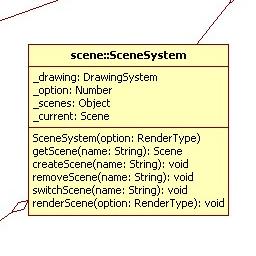 scene::SceneSystem
_drawing: DrawingSystem
_option: Number
_scenes: Object
_current: Scene
SceneSystem(option: RenderType)
getScene(name: String): Scene
createScene(name: String): void
removeScene(name: String): void
switchScene(name: String): void
renderScene(option: RenderType): void